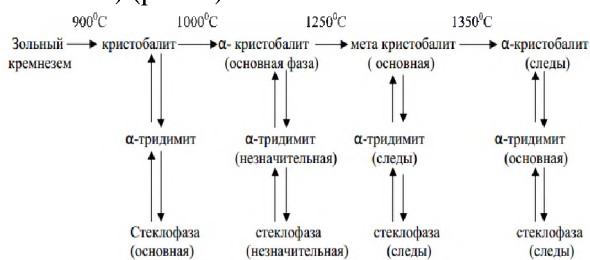 900⁰C 1000⁰C 1250⁰C 1350⁰C
Зольный кристобалит α- кристобалит мета кристобалит α-кристобалит
кремнезем (основная фаза) ( основная) (следы)
α-тридимит α-тридимит α-тридимит α-тридимит
(незначительная) (следы) (основная)
Стеклофаза стеклофаза стеклофаза стеклофаза
(основная) (незначительная) (следы) (следы)